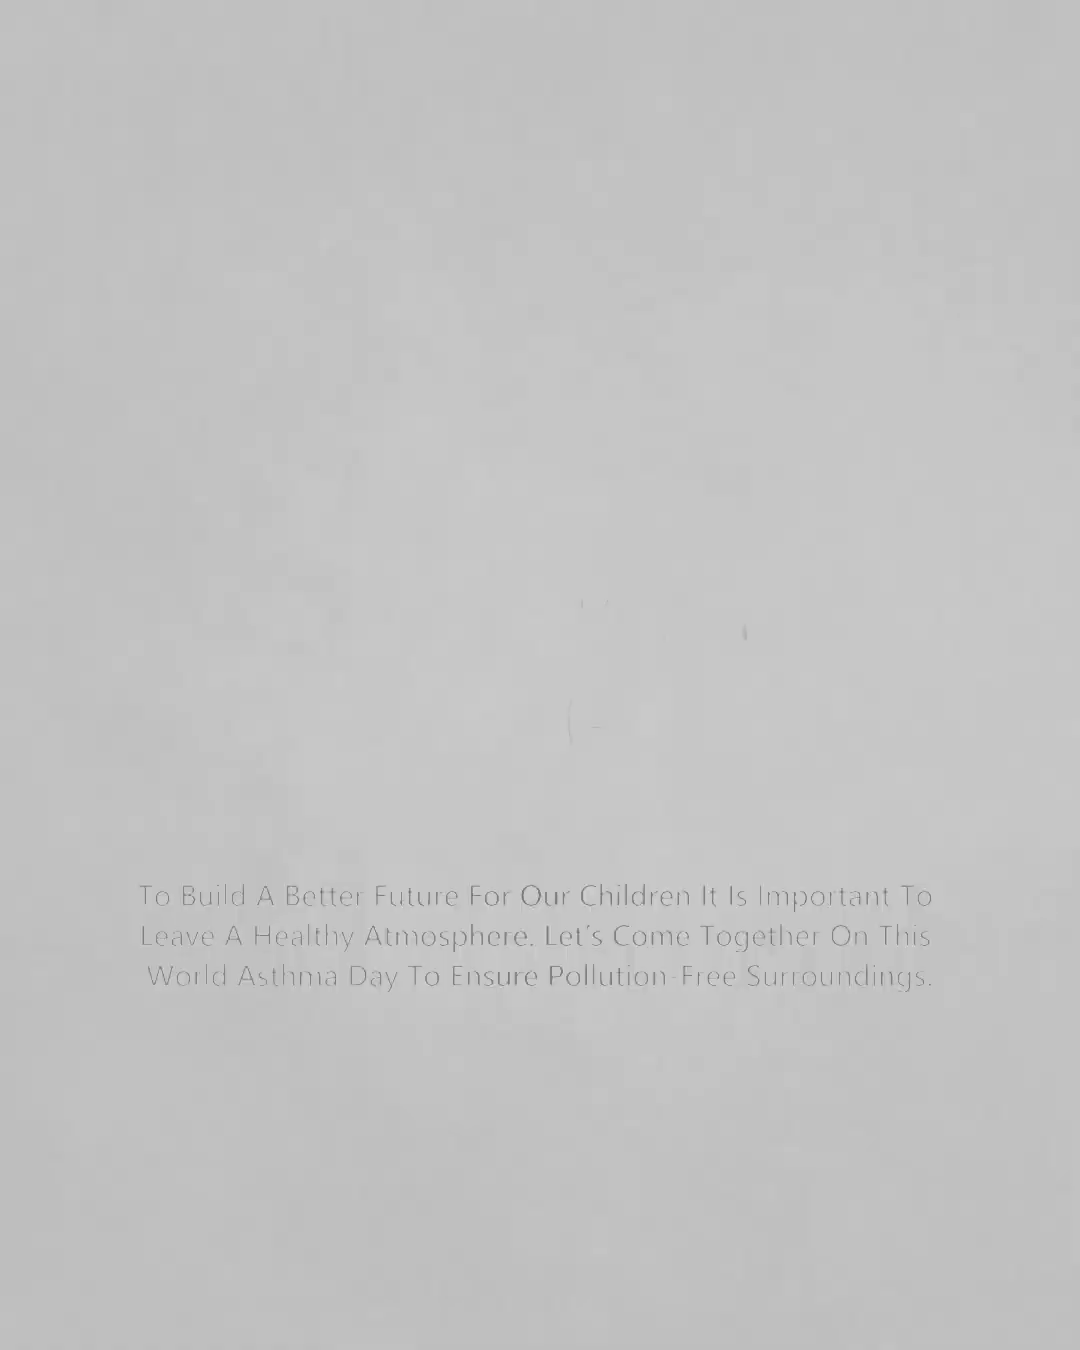 To Build A Better Future For Our Children It Is Important To
Leave A Healthy Atmosphere. Let's Come Together On This
World Asthma Day To Ensure Pollution-Free Surroundings.